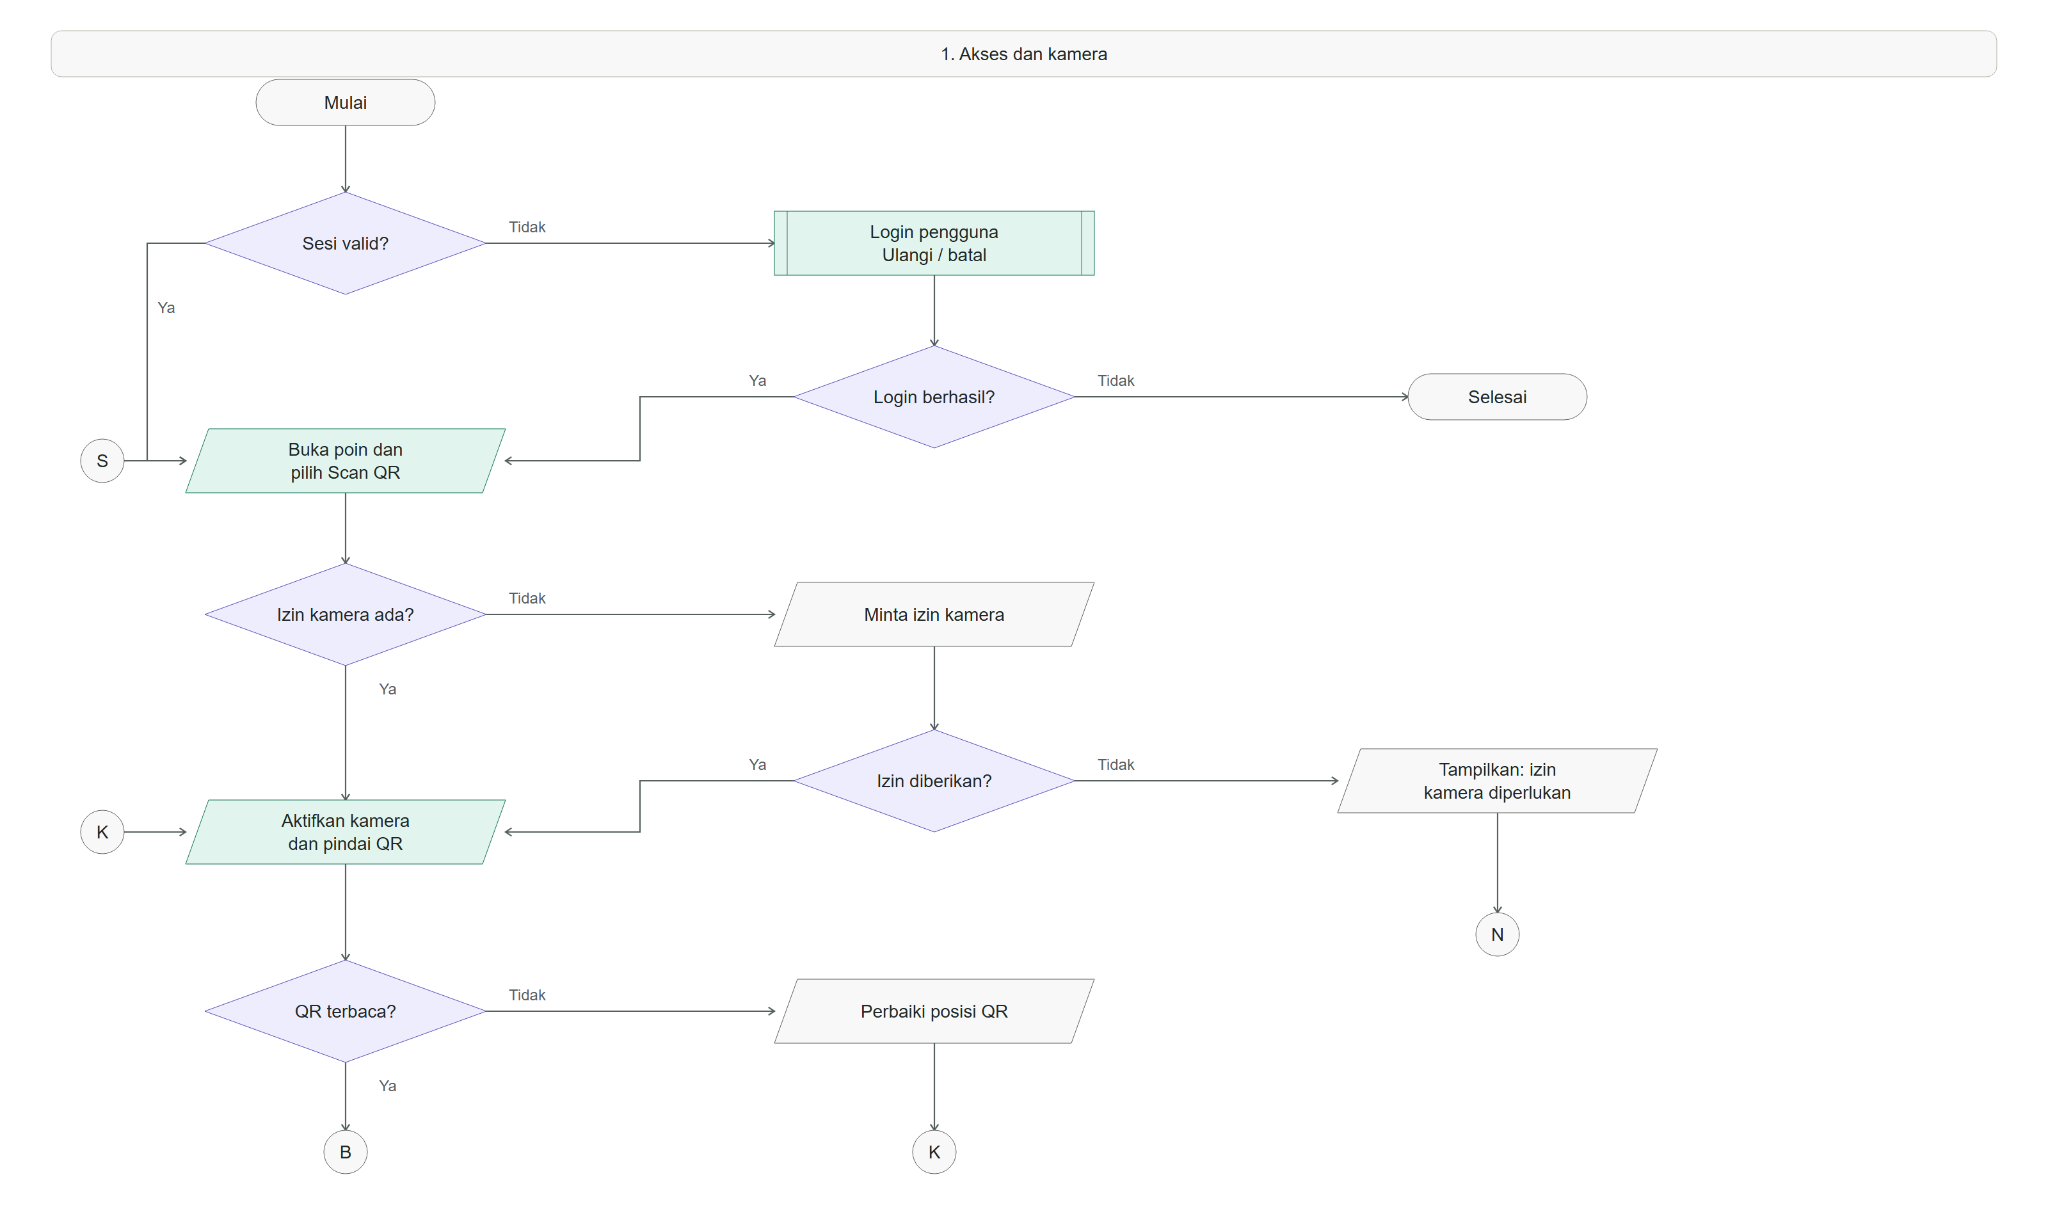 1. Akses dan kamera
Mulai
Sesi valid?
Tidak
Login pengguna
Ulangi / batal
Ya
Login berhasil?
Ya
Tidak
Selesai
S
Buka poin dan
pilih Scan QR
Izin kamera ada?
Tidak
Minta izin kamera
Ya
Izin diberikan?
Ya
Tidak
Tampilkan: izin
kamera diperlukan
K
Aktifkan kamera
dan pindai QR
N
QR terbaca?
Tidak
Perbaiki posisi QR
Ya
B
K